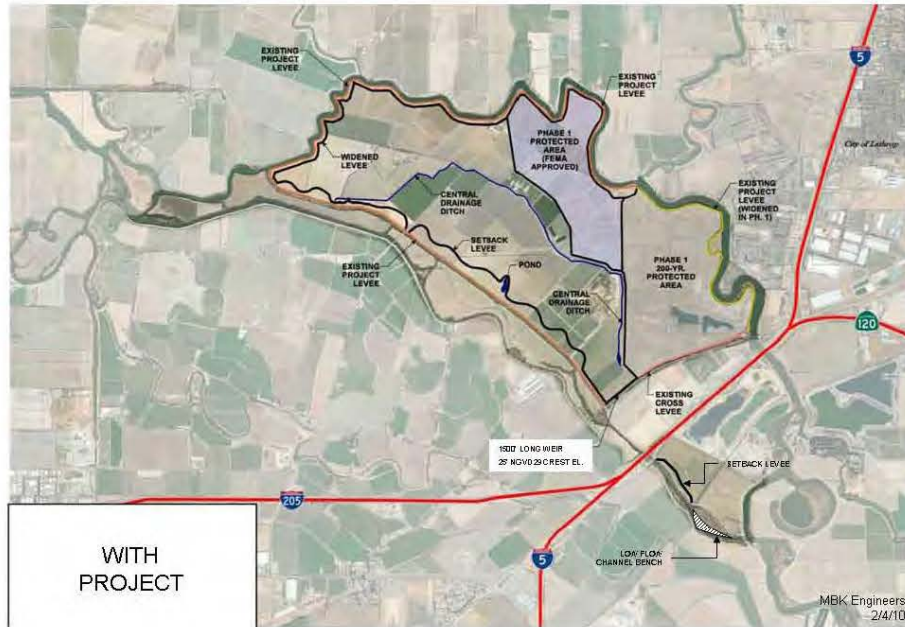 EXISTING
PROJECT
LEVEE
5
EXISTING
PROJECT
LEVEE
PHASE 1
PROTECTED
AREA
(FEMA
APPROVED)
City of Lathrop
WIDENED
LEVEE
CENTRAL
DRAINAGE
DITCH
EXISTING
PROJECT
LEVEE
(WIDENED
IN PH. 1)
SETBACK
LEVEE
EXISTING
PROJECT
LEVEE
POND
PHASE 1
200-YR.
PROTECTED
AREA
CENTRAL
DRAINAGE
DITCH
120
EXISTING
CROSS
LEVEE
LONG WEIR
25' NGVD 29 CREST EL.
SETBACK LEVEE
205
5
LOW FLOW
CHANNEL BENCH
WITH
PROJECT
MBK Engineers
2/4/10